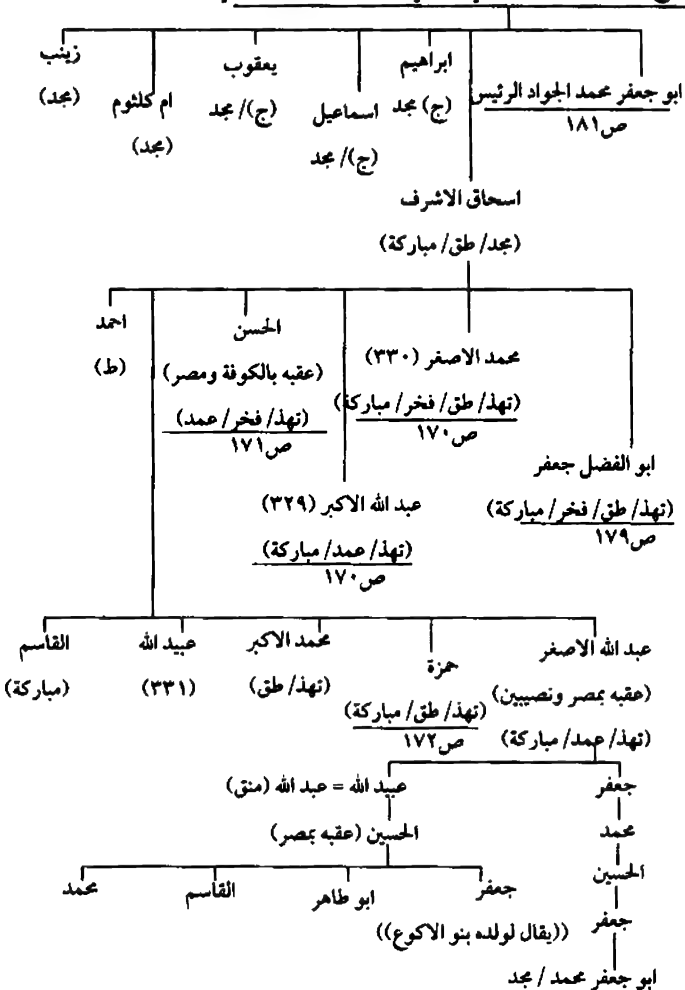 ابو جعفر محمد الجواد الرئيس
ص١٨١
ابراهيم
(ج) مجد
اسماعيل
(ج)/ مجد
يعقوب
(ج)/ مجد
ام كلثوم
(مجد)
زينب
(مجد)
اسحاق الاشرف
(مجد/ طق/ مباركة)
ابو الفضل جعفر
(تهذ/ طق/ فخر/ مباركة)
ص١٧٩
محمد الاصغر (٣٣٠)
(تهذ/ طق/ فخر/ مباركة)
ص١٧٠
عبد الله الاكبر (٣٢٩)
(تهذ/ عمد/ مباركة)
ص١٧٠
الحسن
(عقبه بالكوفة ومصر)
(تهذ/ فخر/ عمد)
ص١٧١
احمد
(ط)
عبد الله الاصغر
(عقبه بمصر ونصيبين)
(تهذ/ عمد/ مباركة)
حمزة
(تهذ/ طق/ مباركة)
ص١٧٢
محمد الاكبر
(تهذ/ طق)
عبيد الله
(٣٣١)
القاسم
(مباركة)
جعفر
محمد
الحسين
جعفر ((يقال لولده بنو الاكوع))
ابو جعفر محمد / مجد
عبيد الله = عبد الله (منق)
الحسين (عقبه بمصر)
جعفر
ابو طاهر
القاسم
محمد